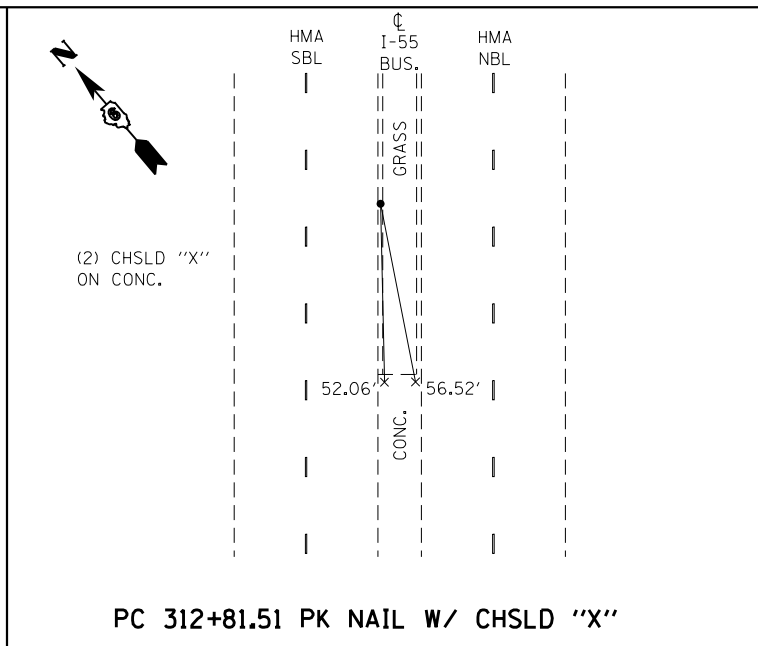 HMA
SBL
℄
I-55
BUS.
HMA
NBL
N
GRASS
(2) CHSLD ''X''
ON CONC.
52.06'
56.52'
CONC.
PC 312+81.51 PK NAIL W/ CHSLD ''X''